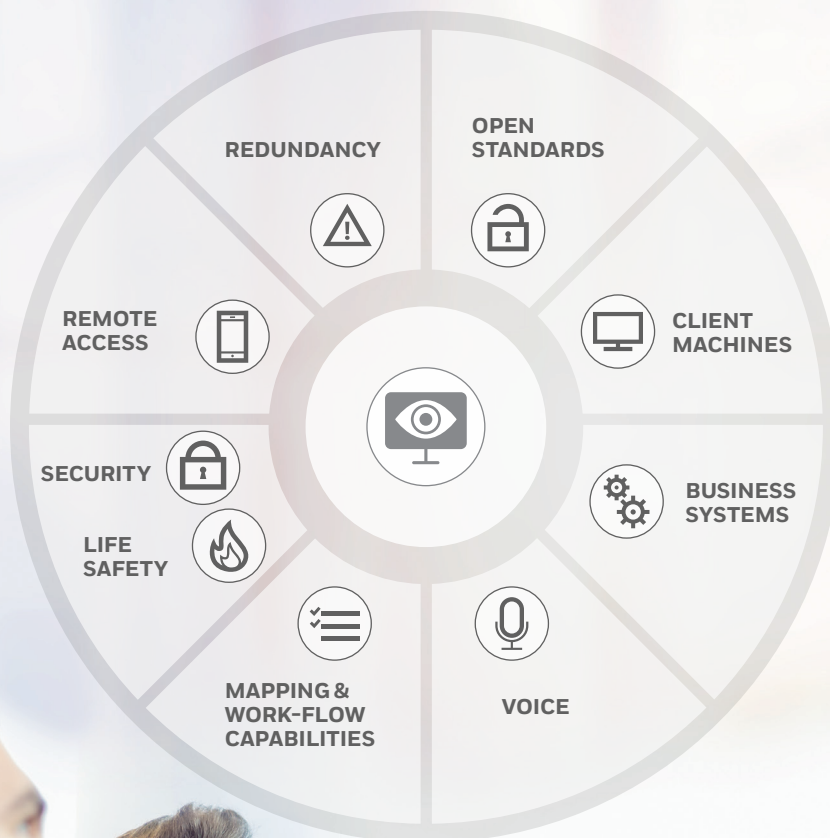 REDUNDANCY
OPEN
STANDARDS
REMOTE
ACCESS
CLIENT
MACHINES
SECURITY
BUSINESS
SYSTEMS
LIFE
SAFETY
MAPPING &
WORK-FLOW
CAPABILITIES
VOICE